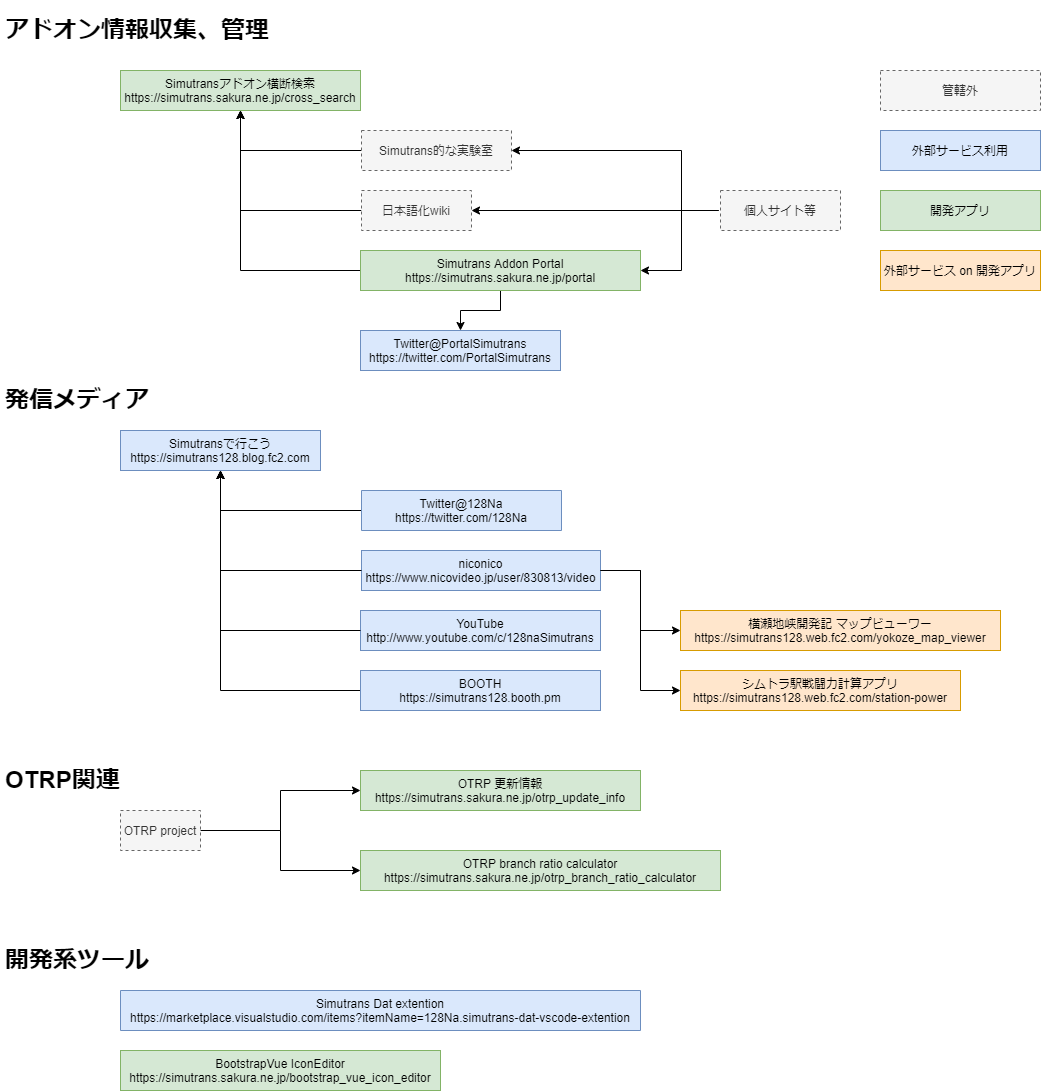 アドオン情報収集、管理
Simutransアドオン横断検索
https://simutrans.sakura.ne.jp/cross_search
管轄外
Simutrans的な実験室
外部サービス利用
日本語化wiki
個人サイト等
開発アプリ
Simutrans Addon Portal
https://simutrans.sakura.ne.jp/portal
外部サービス on 開発アプリ
Twitter@PortalSimutrans
https://twitter.com/PortalSimutrans
発信メディア
Simutransで行こう
https://simutrans128.blog.fc2.com
Twitter@128Na
https://twitter.com/128Na
niconico
https://www.nicovideo.jp/user/830813/video
YouTube
http://www.youtube.com/c/128naSimutrans
横瀬地峡開発記 マップビューワー
https://simutrans128.web.fc2.com/yokoze_map_viewer
BOOTH
https://simutrans128.booth.pm
シムトラ駅戦闘力計算アプリ
https://simutrans128.web.fc2.com/station-power
OTRP関連
OTRP 更新情報
https://simutrans.sakura.ne.jp/otrp_update_info
OTRP project
OTRP branch ratio calculator
https://simutrans.sakura.ne.jp/otrp_branch_ratio_calculator
開発系ツール
Simutrans Dat extention
https://marketplace.visualstudio.com/items?itemName=128Na.simutrans-dat-vscode-extention
BootstrapVue IconEditor
https://simutrans.sakura.ne.jp/bootstrap_vue_icon_editor